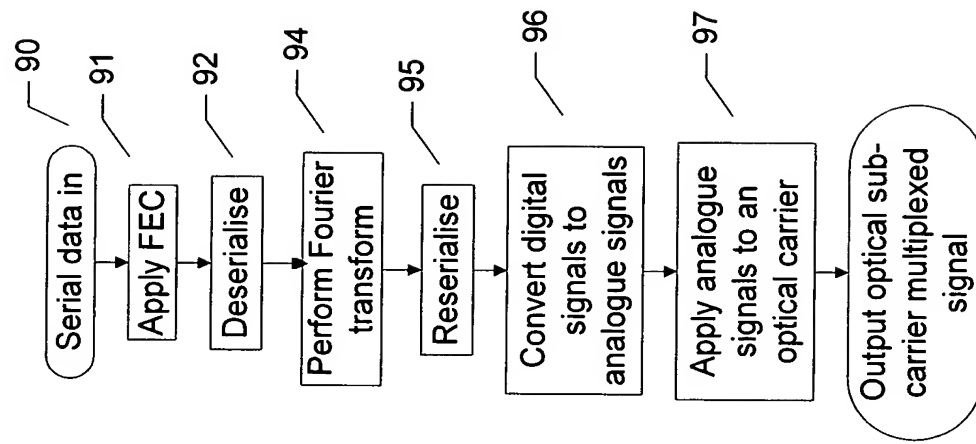 Serial data in
90
Apply FEC
91
Deserialise
92
Perform Fourier
transform
94
Reserialise
95
Convert digital
signals to
analogue signals
96
Apply analogue
signals to an
optical carrier
97
Output optical sub-
carrier multiplexed
signal